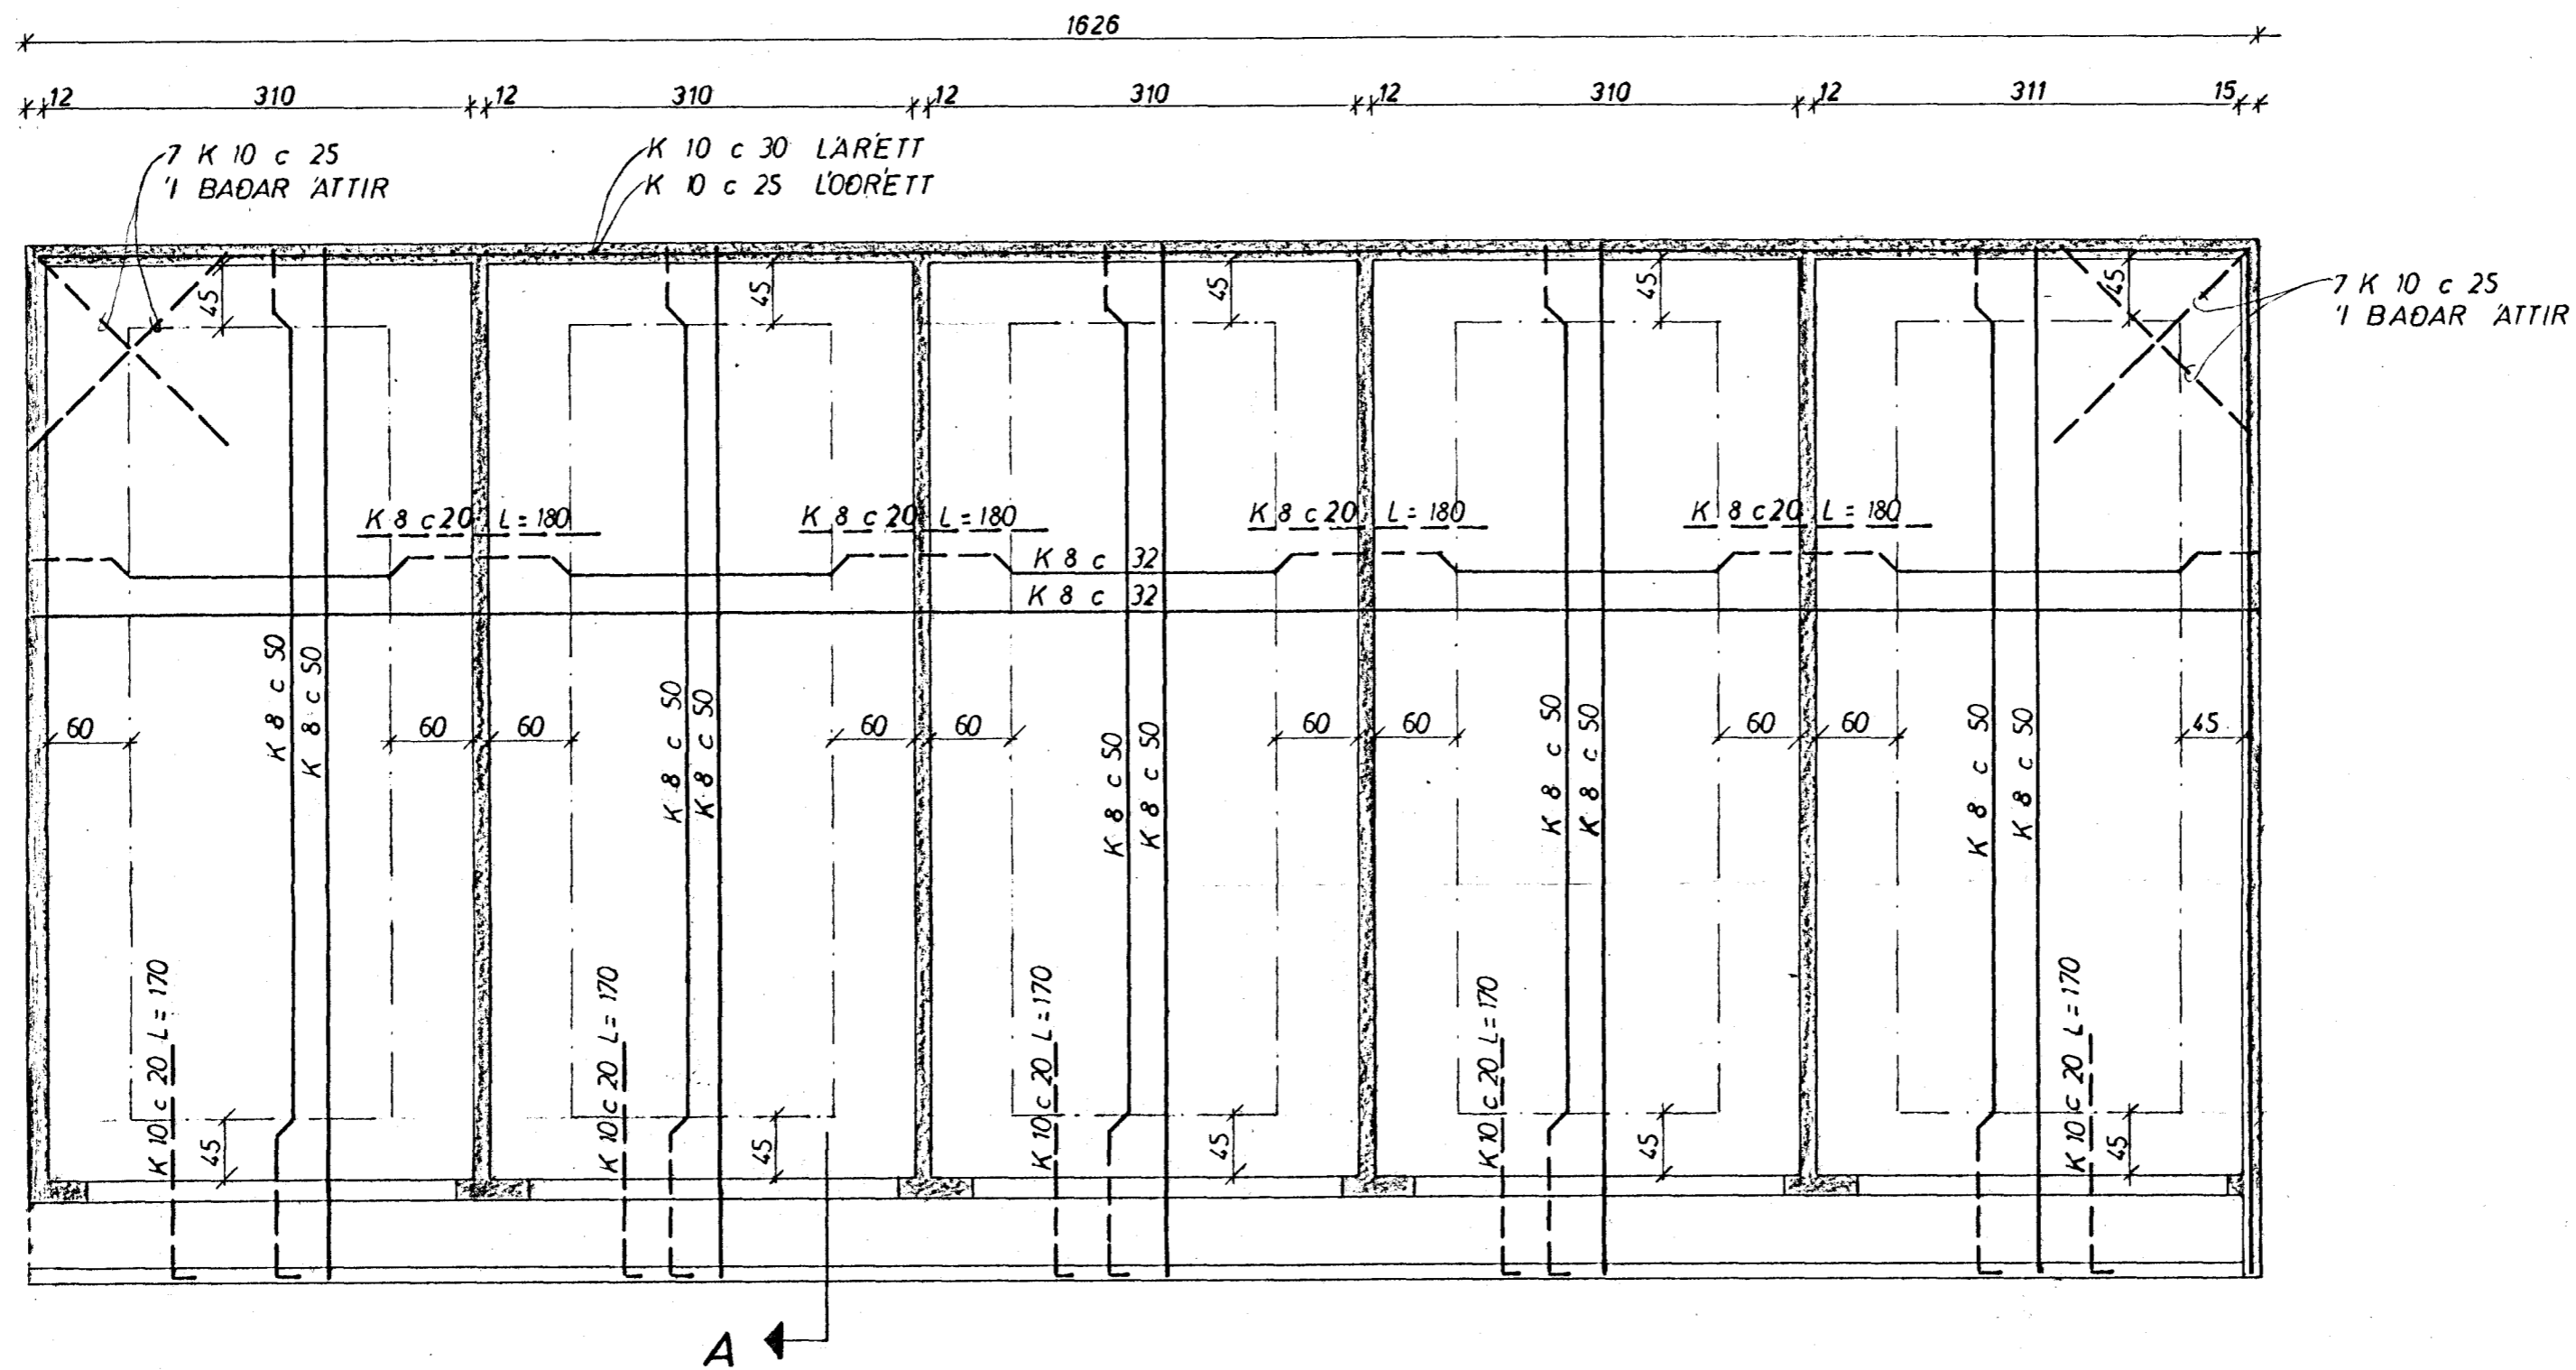 1626
12 310 12 310 12 310 12 310 12 311 15
7 K 10 c 25
Í BAÐAR ÁTTIR
K 10 c 30 LÁRÉTT
K 10 c 25 LÓÐRÉTT
7 K 10 c 25
Í BAÐAR ÁTTIR
45 45 45 45 45
K 8 c 20 L = 180
K 8 c 20 L = 180
K 8 c 20 L = 180
K 8 c 20 L = 180
K 8 c 32
K 8 c 32
K 8 c 50
K 8 c 50
K 8 c 50
K 8 c 50
K 8 c 50
K 8 c 50
K 8 c 50
K 8 c 50
K 8 c 50
K 8 c 50
60 60 60 60 60 60 60 60 60 45
K 10 c 20 L = 170
K 10 c 20 L = 170
K 10 c 20 L = 170
K 10 c 20 L = 170
K 10 c 20 L = 170
45 45 45 45 45
A